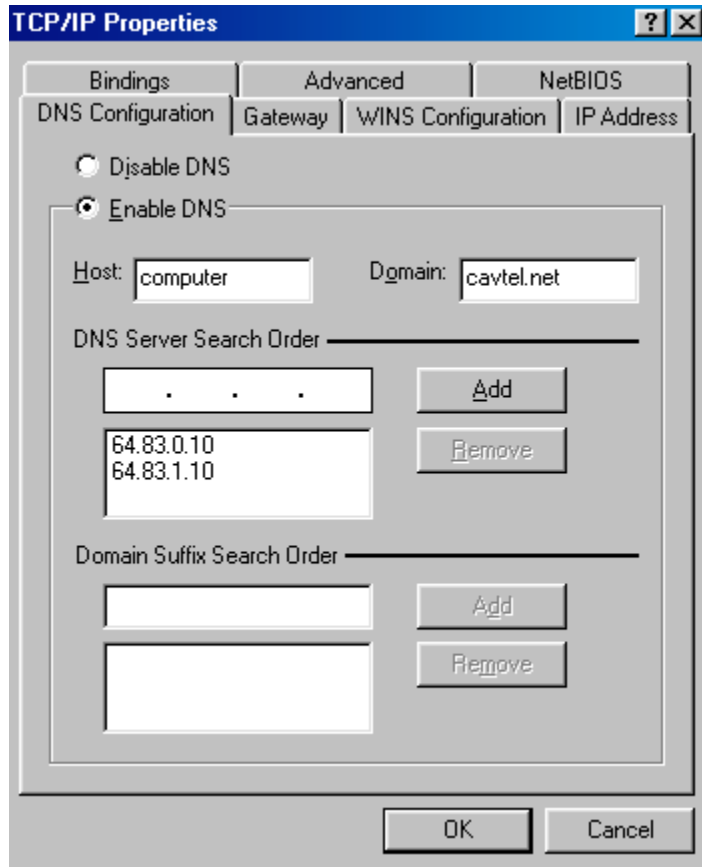 TCP/IP Properties ? X
Bindings Advanced NetBIOS
DNS Configuration Gateway WINS Configuration IP Address
Disable DNS
Enable DNS
Host: computer Domain: cavtel.net
DNS Server Search Order
. . . Add
64.83.0.10 Remove
64.83.1.10
Domain Suffix Search Order
Add
Remove
OK Cancel